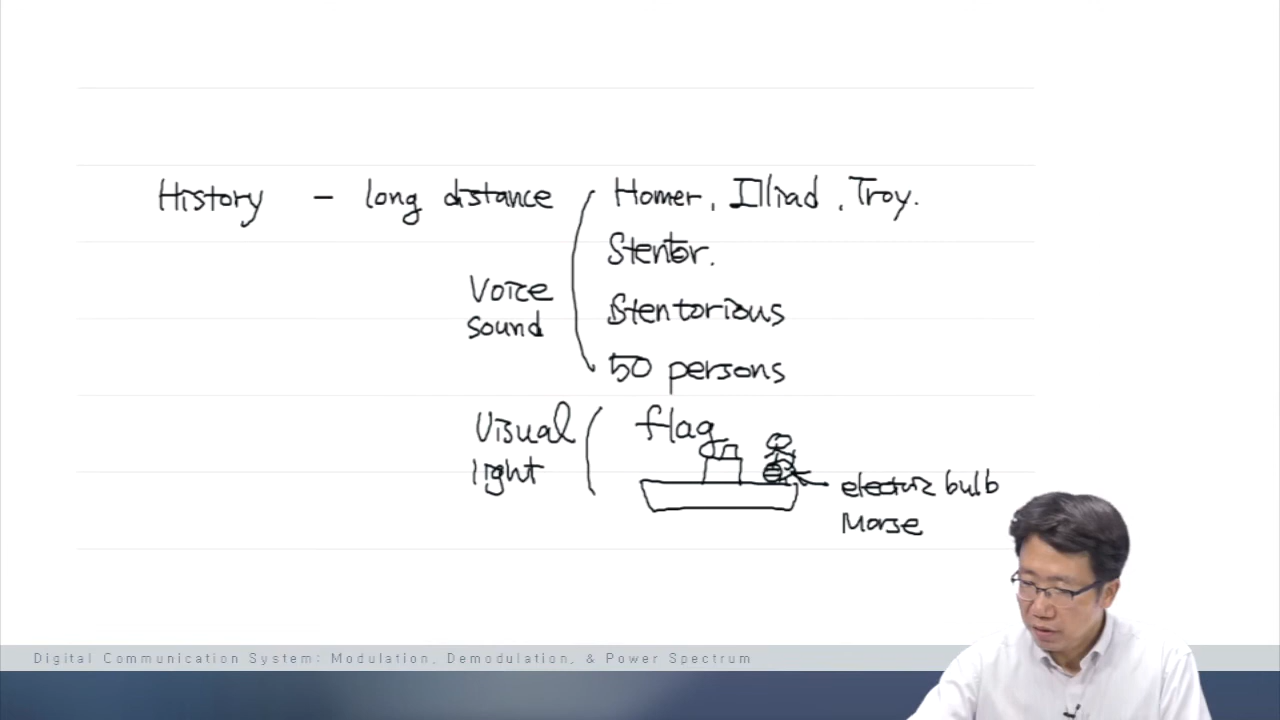 History - long distance Homer, Illiad, Troy.
Stentor.
Voice
sound
Stentorious
50 persons
Visual
light
flag
electric bulb
Morse
Digital Communication System: Modulation, Demodulation, & Power Spectrum